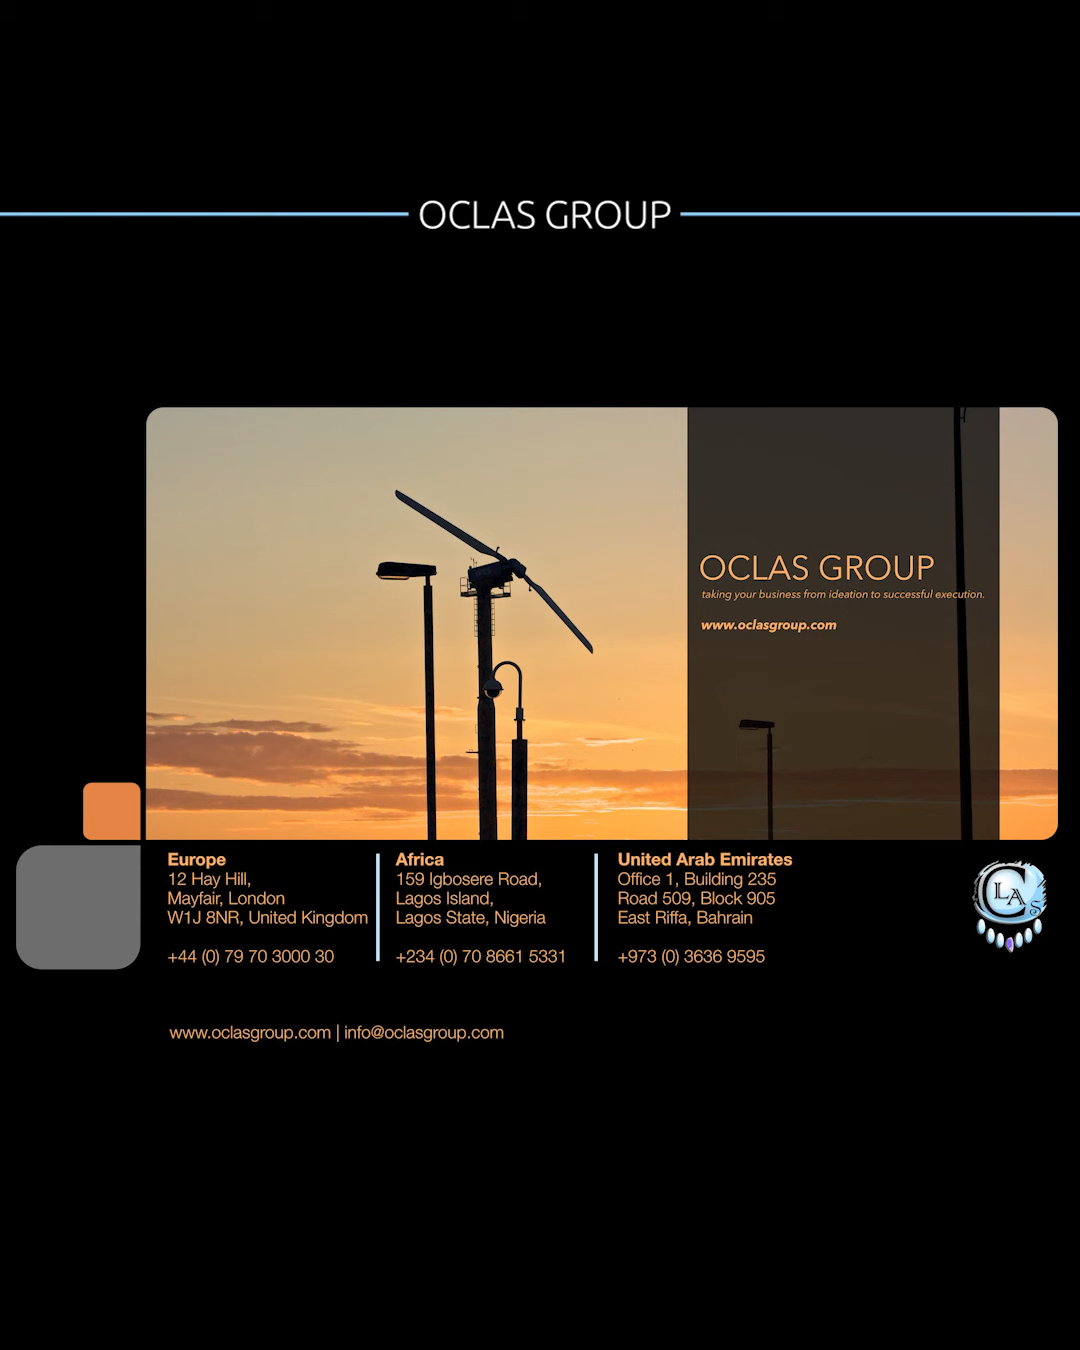 OCLAS GROUP
OCLAS GROUP
taking your business from ideation to successful execution.
www.oclasgroup.com
Europe
12 Hay Hill,
Mayfair, London
W1J 8NR, United Kingdom
+44 (0) 79 70 3000 30
Africa
159 Igbosere Road,
Lagos Island,
Lagos State, Nigeria
+234 (0) 70 8661 5331
United Arab Emirates
Office 1, Building 235
Road 509, Block 905
East Riffa, Bahrain
+973 (0) 3636 9595
CLAS
www.oclasgroup.com | info@oclasgroup.com